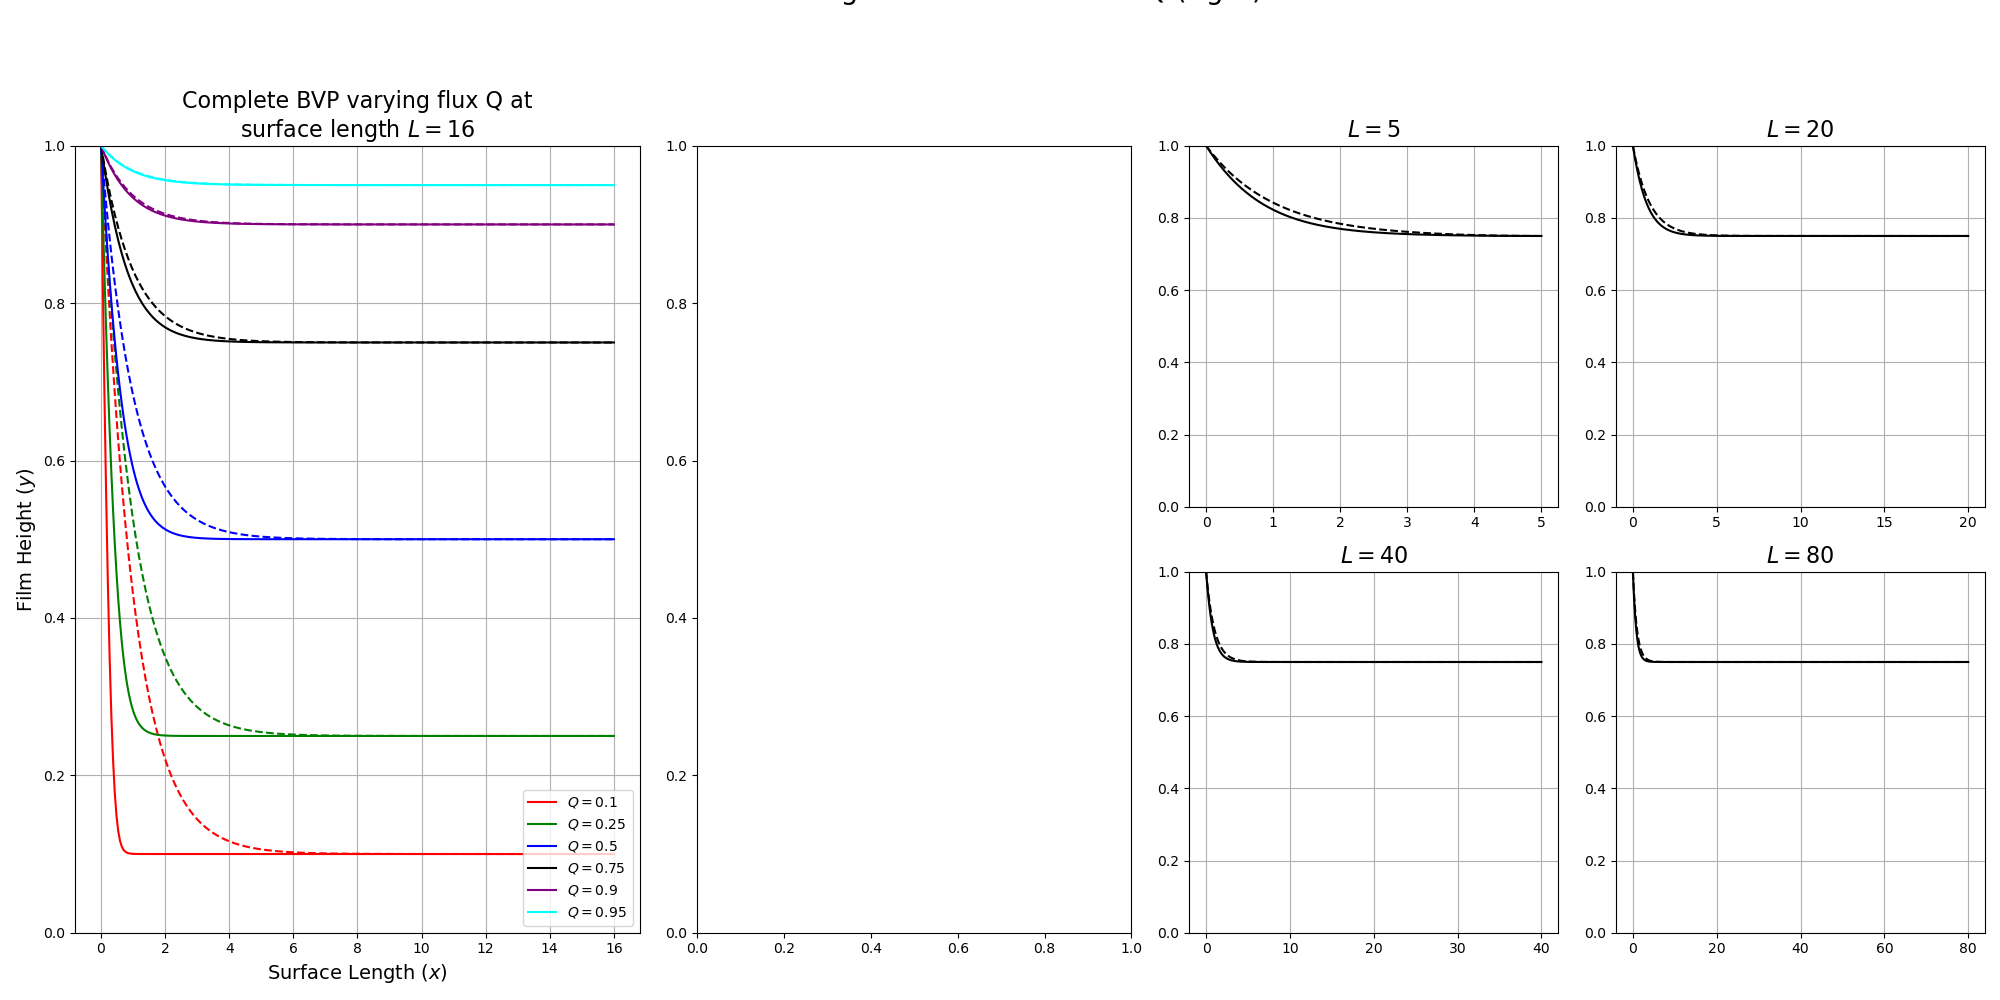 Complete BVP varying flux Q at
surface length L = 16
1.0
0.8
0.6
0.4
0.2
0.0
Film Height (y)
0 2 4 6 8 10 12 14 16
Surface Length (x)
Q = 0.1
Q = 0.25
Q = 0.5
Q = 0.75
Q = 0.9
Q = 0.95
1.0
0.8
0.6
0.4
0.2
0.0
0.0 0.2 0.4 0.6 0.8 1.0
L = 5
1.0
0.8
0.6
0.4
0.2
0.0
0 1 2 3 4 5
L = 20
1.0
0.8
0.6
0.4
0.2
0.0
0 5 10 15 20
L = 40
1.0
0.8
0.6
0.4
0.2
0.0
0 10 20 30 40
L = 80
1.0
0.8
0.6
0.4
0.2
0.0
0 20 40 60 80